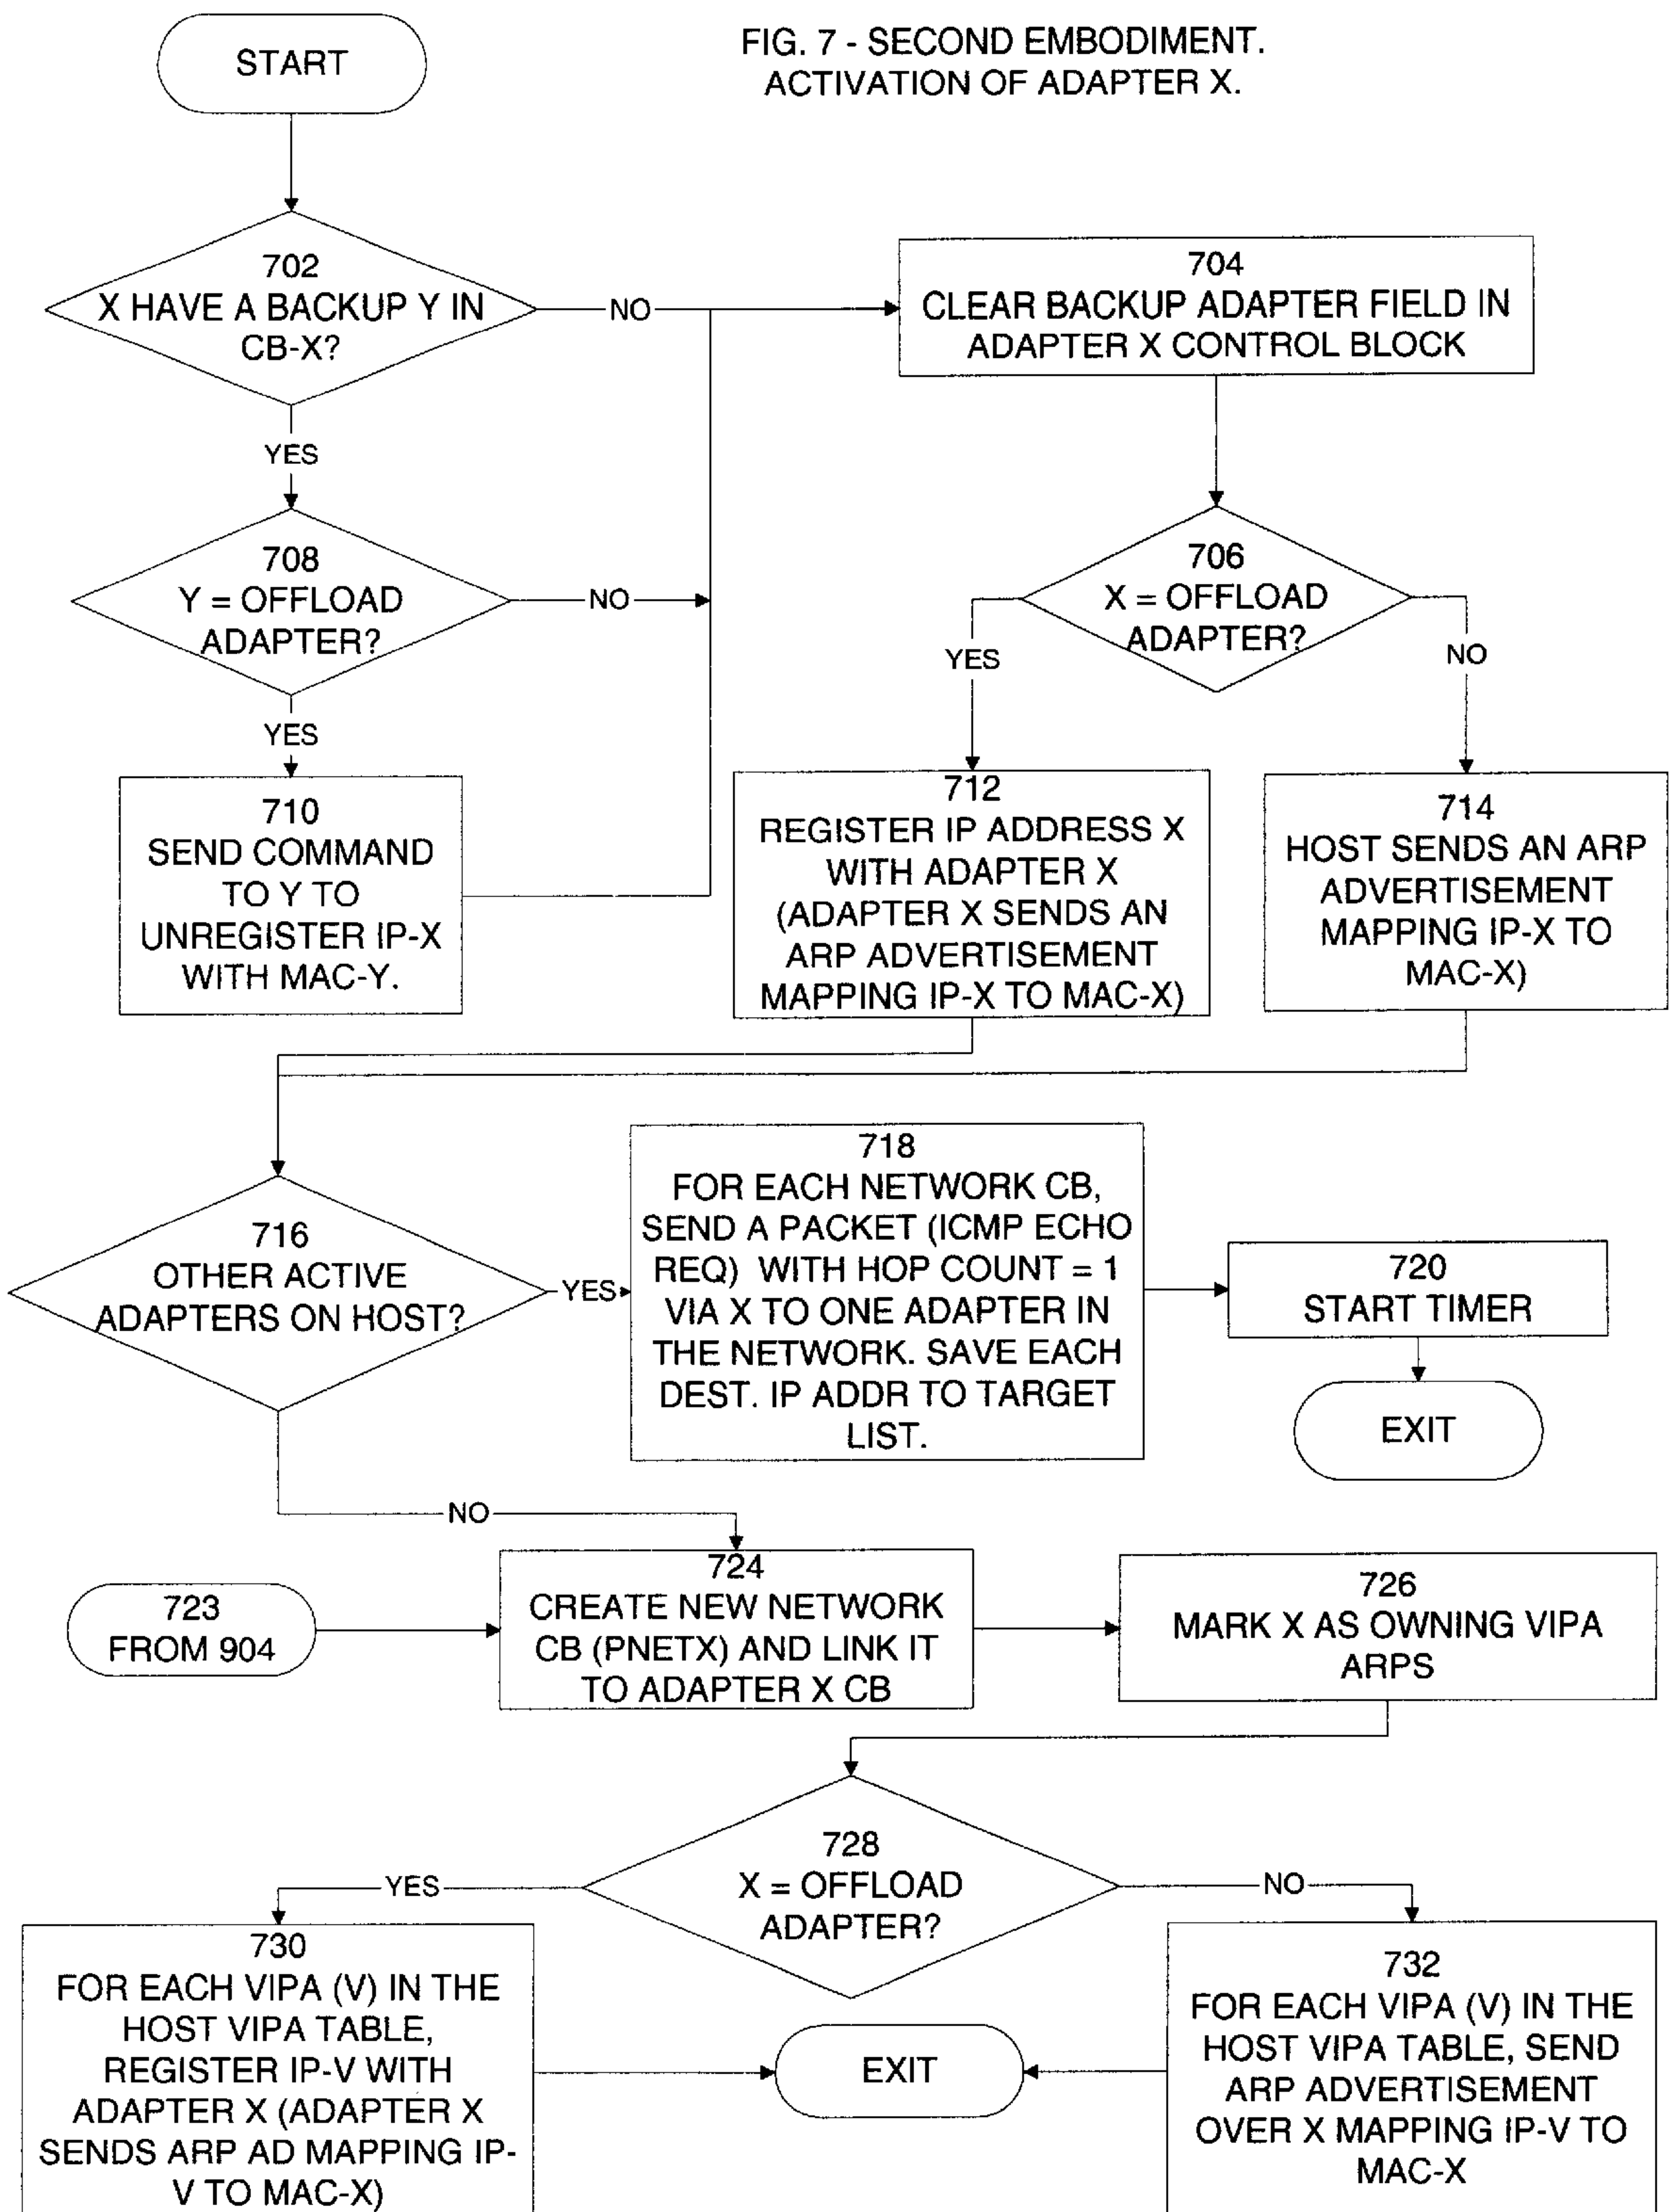 START
FIG. 7 - SECOND EMBODIMENT.
ACTIVATION OF ADAPTER X.
702
X HAVE A BACKUP Y IN
CB-X?
NO
704
CLEAR BACKUP ADAPTER FIELD IN
ADAPTER X CONTROL BLOCK
YES
708
Y = OFFLOAD
ADAPTER?
NO
706
X = OFFLOAD
ADAPTER?
YES
NO
YES
710
SEND COMMAND
TO Y TO
UNREGISTER IP-X
WITH MAC-Y.
712
REGISTER IP ADDRESS X
WITH ADAPTER X
(ADAPTER X SENDS AN
ARP ADVERTISEMENT
MAPPING IP-X TO MAC-X)
714
HOST SENDS AN ARP
ADVERTISEMENT
MAPPING IP-X TO
MAC-X)
716
OTHER ACTIVE
ADAPTERS ON HOST?
YES
718
FOR EACH NETWORK CB,
SEND A PACKET (ICMP ECHO
REQ) WITH HOP COUNT = 1
VIA X TO ONE ADAPTER IN
THE NETWORK. SAVE EACH
DEST. IP ADDR TO TARGET
LIST.
720
START TIMER
EXIT
NO
723
FROM 904
724
CREATE NEW NETWORK
CB (PNETX) AND LINK IT
TO ADAPTER X CB
726
MARK X AS OWNING VIPA
ARPS
728
X = OFFLOAD
ADAPTER?
YES
NO
730
FOR EACH VIPA (V) IN THE
HOST VIPA TABLE,
REGISTER IP-V WITH
ADAPTER X (ADAPTER X
SENDS ARP AD MAPPING IP-
V TO MAC-X)
EXIT
732
FOR EACH VIPA (V) IN THE
HOST VIPA TABLE, SEND
ARP ADVERTISEMENT
OVER X MAPPING IP-V TO
MAC-X